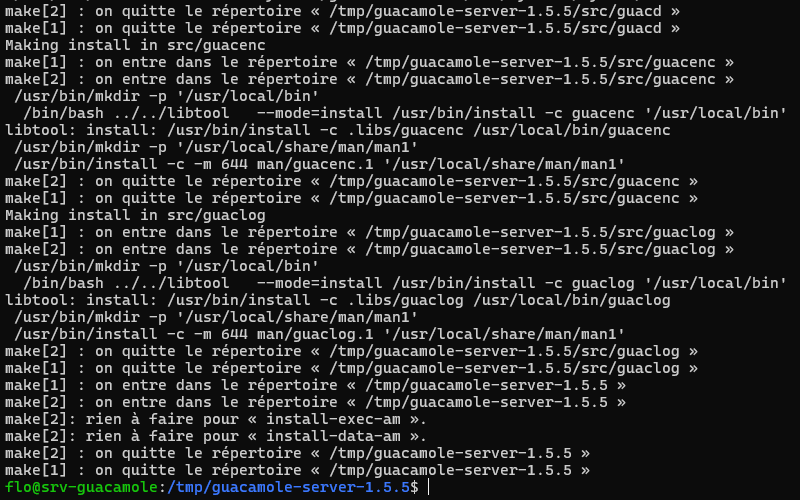 make[2] : on quitte le répertoire « /tmp/guacamole-server-1.5.5/src/guacd »
make[1] : on quitte le répertoire « /tmp/guacamole-server-1.5.5/src/guacd »
Making install in src/guacenc
make[1] : on entre dans le répertoire « /tmp/guacamole-server-1.5.5/src/guacenc »
make[2] : on entre dans le répertoire « /tmp/guacamole-server-1.5.5/src/guacenc »
 /usr/bin/mkdir -p '/usr/local/bin'
  /bin/bash ../../libtool   --mode=install /usr/bin/install -c guacenc '/usr/local/bin'
libtool: install: /usr/bin/install -c .libs/guacenc /usr/local/bin/guacenc
 /usr/bin/mkdir -p '/usr/local/share/man/man1'
 /usr/bin/install -c -m 644 man/guacenc.1 '/usr/local/share/man/man1'
make[2] : on quitte le répertoire « /tmp/guacamole-server-1.5.5/src/guacenc »
make[1] : on quitte le répertoire « /tmp/guacamole-server-1.5.5/src/guacenc »
Making install in src/guaclog
make[1] : on entre dans le répertoire « /tmp/guacamole-server-1.5.5/src/guaclog »
make[2] : on entre dans le répertoire « /tmp/guacamole-server-1.5.5/src/guaclog »
 /usr/bin/mkdir -p '/usr/local/bin'
  /bin/bash ../../libtool   --mode=install /usr/bin/install -c guaclog '/usr/local/bin'
libtool: install: /usr/bin/install -c .libs/guaclog /usr/local/bin/guaclog
 /usr/bin/mkdir -p '/usr/local/share/man/man1'
 /usr/bin/install -c -m 644 man/guaclog.1 '/usr/local/share/man/man1'
make[2] : on quitte le répertoire « /tmp/guacamole-server-1.5.5/src/guaclog »
make[1] : on quitte le répertoire « /tmp/guacamole-server-1.5.5/src/guaclog »
make[1] : on entre dans le répertoire « /tmp/guacamole-server-1.5.5 »
make[2] : on entre dans le répertoire « /tmp/guacamole-server-1.5.5 »
make[2]: rien à faire pour « install-exec-am ».
make[2]: rien à faire pour « install-data-am ».
make[2] : on quitte le répertoire « /tmp/guacamole-server-1.5.5 »
make[1] : on quitte le répertoire « /tmp/guacamole-server-1.5.5 »
flo@srv-guacamole:/tmp/guacamole-server-1.5.5$